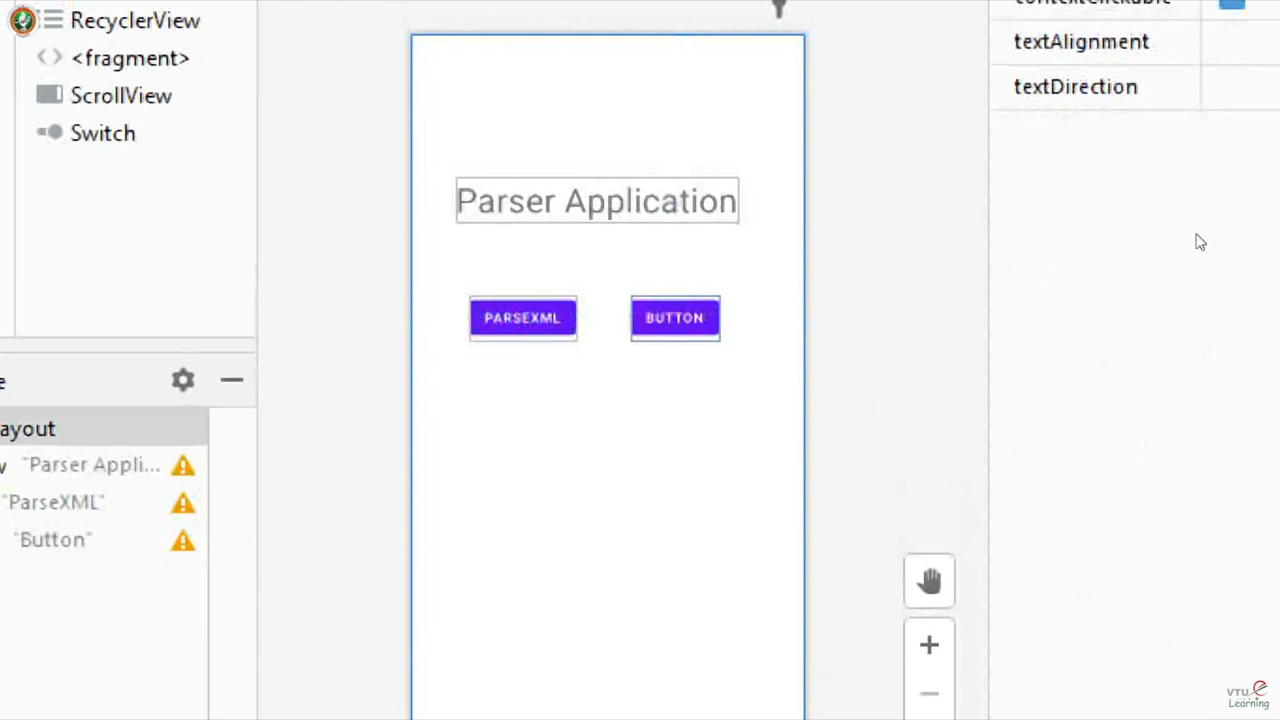 RecyclerView
<fragment>
ScrollView
Switch
ayout
"Parser Appli...
"ParseXML"
"Button"
Parser Application
PARSEXML
BUTTON
textAlignment
textDirection
VTU e
Learning